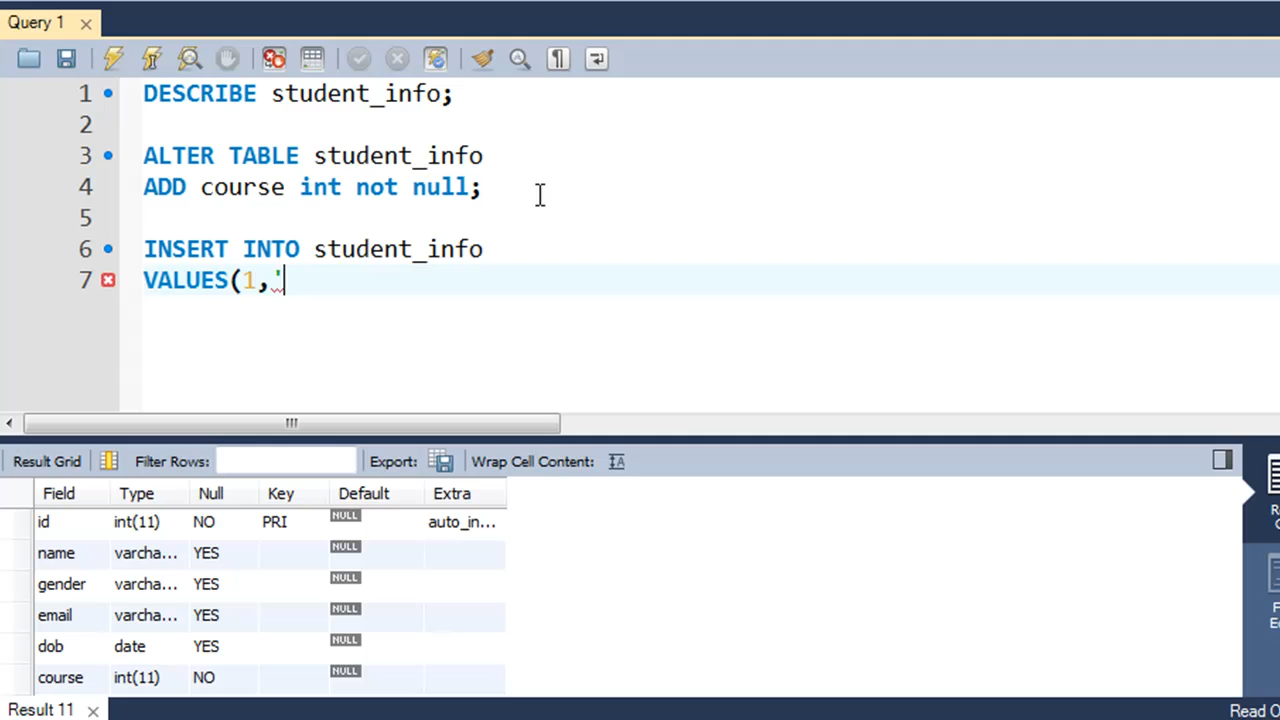 Query 1
1 DESCRIBE student_info;
2
3 ALTER TABLE student_info
4 ADD course int not null;
5
6 INSERT INTO student_info
7 VALUES(1,'
Result Grid Filter Rows: Export: Wrap Cell Content:
Field Type Null Key Default Extra
id int(11) NO PRI NULL auto_in...
name varcha... YES NULL
gender varcha... YES NULL
email varcha... YES NULL
dob date YES NULL
course int(11) NO NULL
Result 11